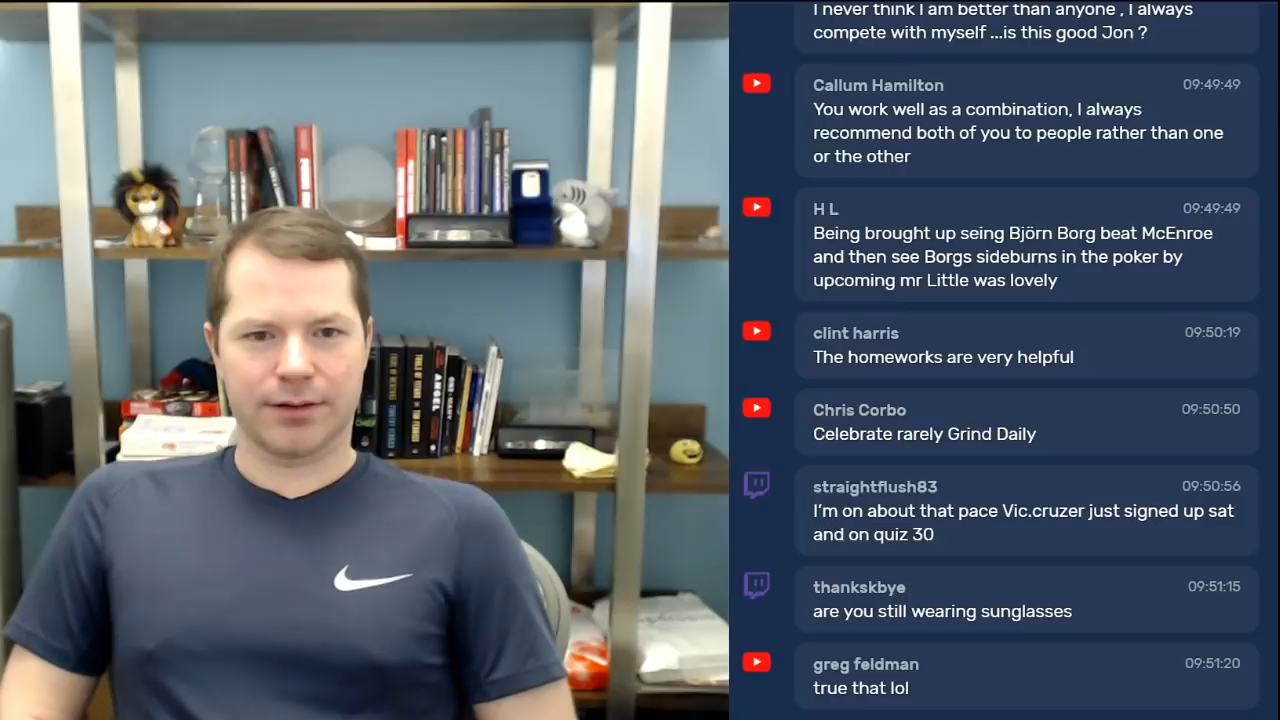 I never think I am better than anyone , I always
compete with myself ...is this good Jon ?
Callum Hamilton 09:49:49
You work well as a combination, I always
recommend both of you to people rather than one
or the other
H L 09:49:49
Being brought up seing Björn Borg beat McEnroe
and then see Borgs sideburns in the poker by
upcoming mr Little was lovely
clint harris 09:50:19
The homeworks are very helpful
Chris Corbo 09:50:50
Celebrate rarely Grind Daily
straightflush83 09:50:56
I'm on about that pace Vic.cruzer just signed up sat
and on quiz 30
thankskbye 09:51:15
are you still wearing sunglasses
greg feldman 09:51:20
true that lol